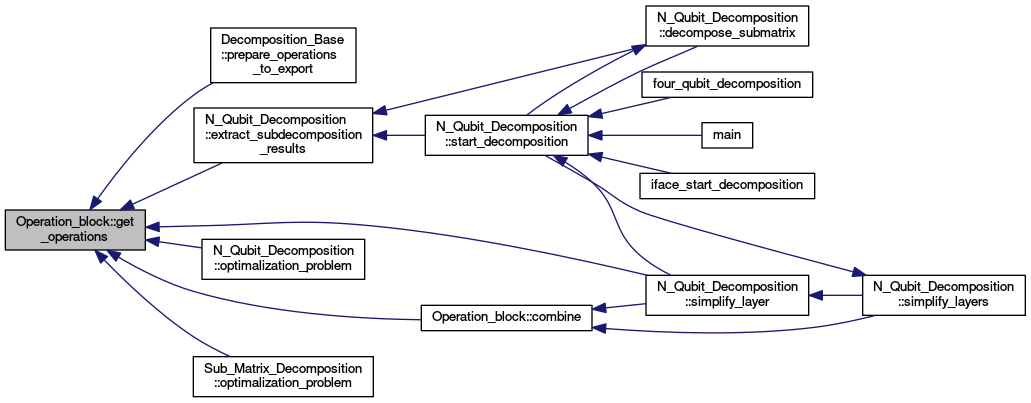 Operation_block::get
_operations
Decomposition_Base
::prepare_operations
_to_export
N_Qubit_Decomposition
::extract_subdecomposition
_results
N_Qubit_Decomposition
::optimalization_problem
Sub_Matrix_Decomposition
::optimalization_problem
N_Qubit_Decomposition
::start_decomposition
Operation_block::combine
N_Qubit_Decomposition
::decompose_submatrix
four_qubit_decomposition
main
iface_start_decomposition
N_Qubit_Decomposition
::simplify_layer
N_Qubit_Decomposition
::simplify_layers